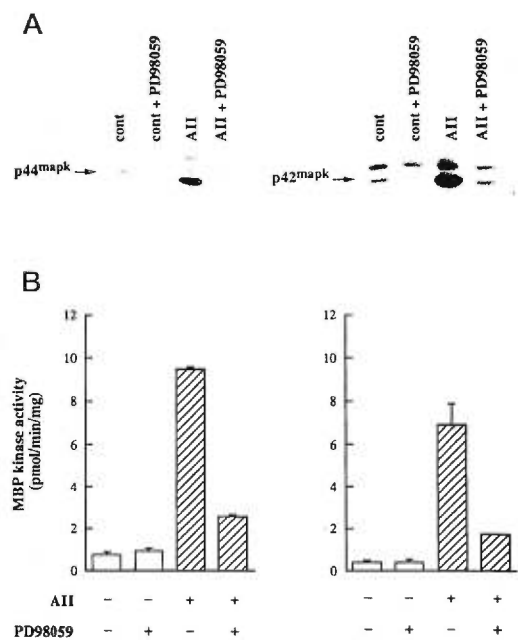 A
cont
cont + PD98059
AII
AII + PD98059
cont
cont + PD98059
AII
AII + PD98059
p44mapk
p42mapk
B
MBP kinase activity
(pmol/min/mg)
12
10
8
6
4
2
0
12
10
8
6
4
2
0
AII - - + + - - + +
PD98059 - + - + - + - +